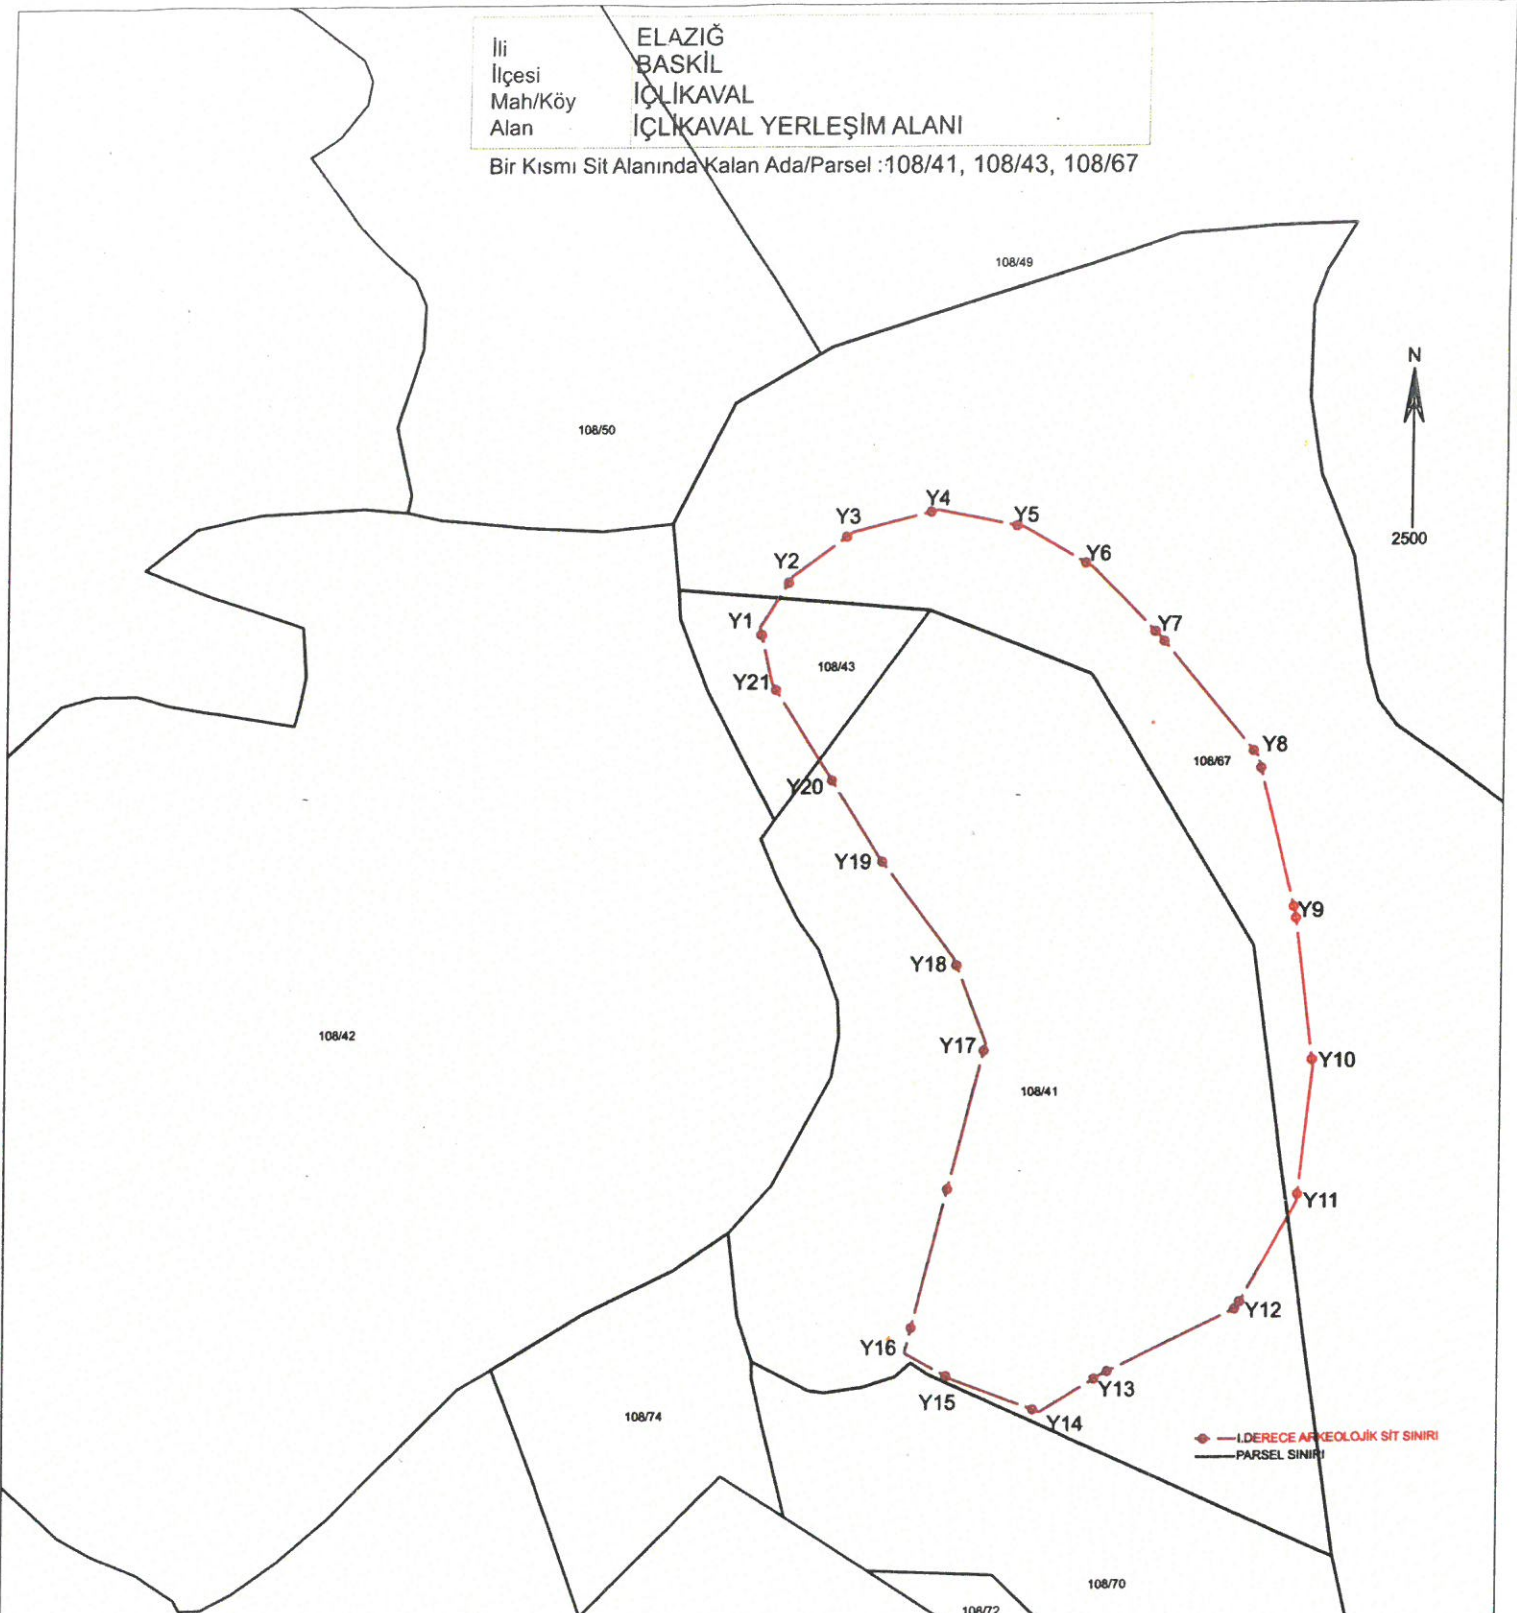 İli ELAZIĞ
İlçesi BASKİL
Mah/Köy İÇLİKAVAL
Alan İÇLİKAVAL YERLEŞİM ALANI
Bir Kısmı Sit Alanında Kalan Ada/Parsel :108/41, 108/43, 108/67
108/49
N
2500
108/50
Y4
Y3
Y5
Y6
Y2
Y1
Y7
108/43
Y21
Y8
108/67
Y20
Y19
Y9
Y18
108/42
Y17
Y10
108/41
Y11
Y12
Y16
Y13
Y15
Y14
108/74
I.DERECE ARKEOLOJİK SİT SINIRI
PARSEL SINIRI
108/70
108/72